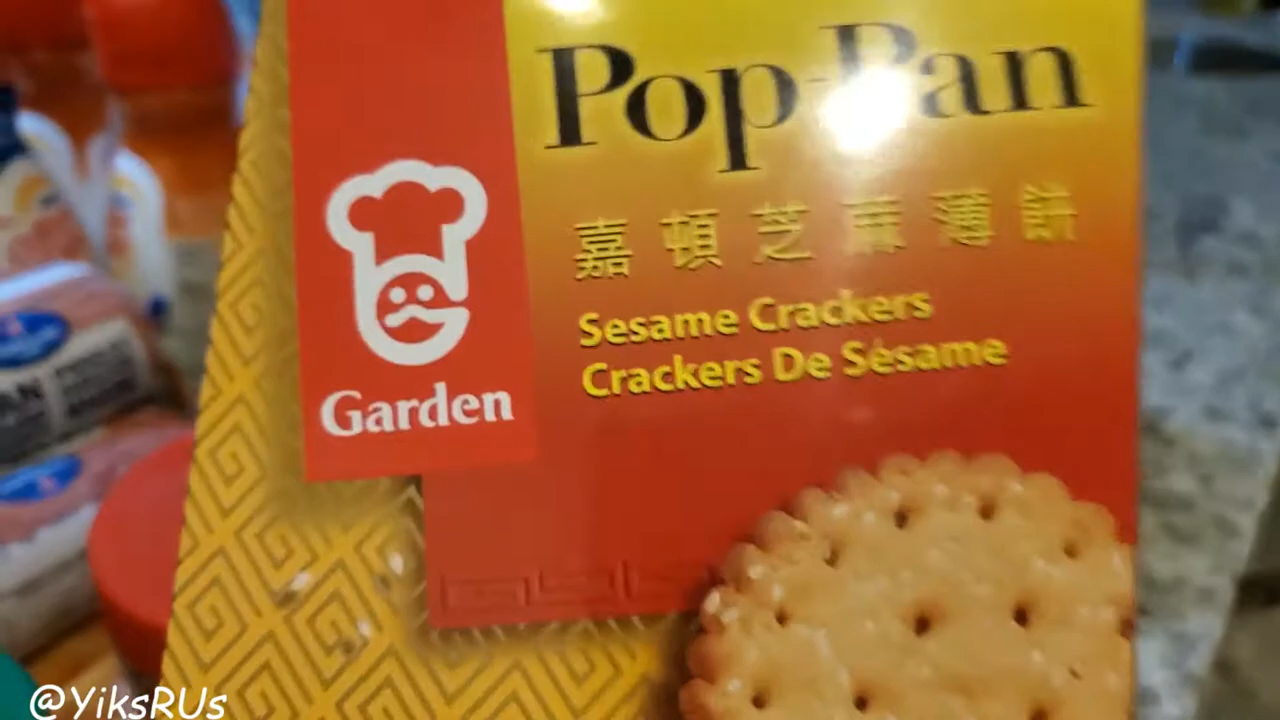 Pop-Pan
嘉頓芝麻薄餅
Sesame Crackers
Crackers De Sésame
Garden
@YiksRUs